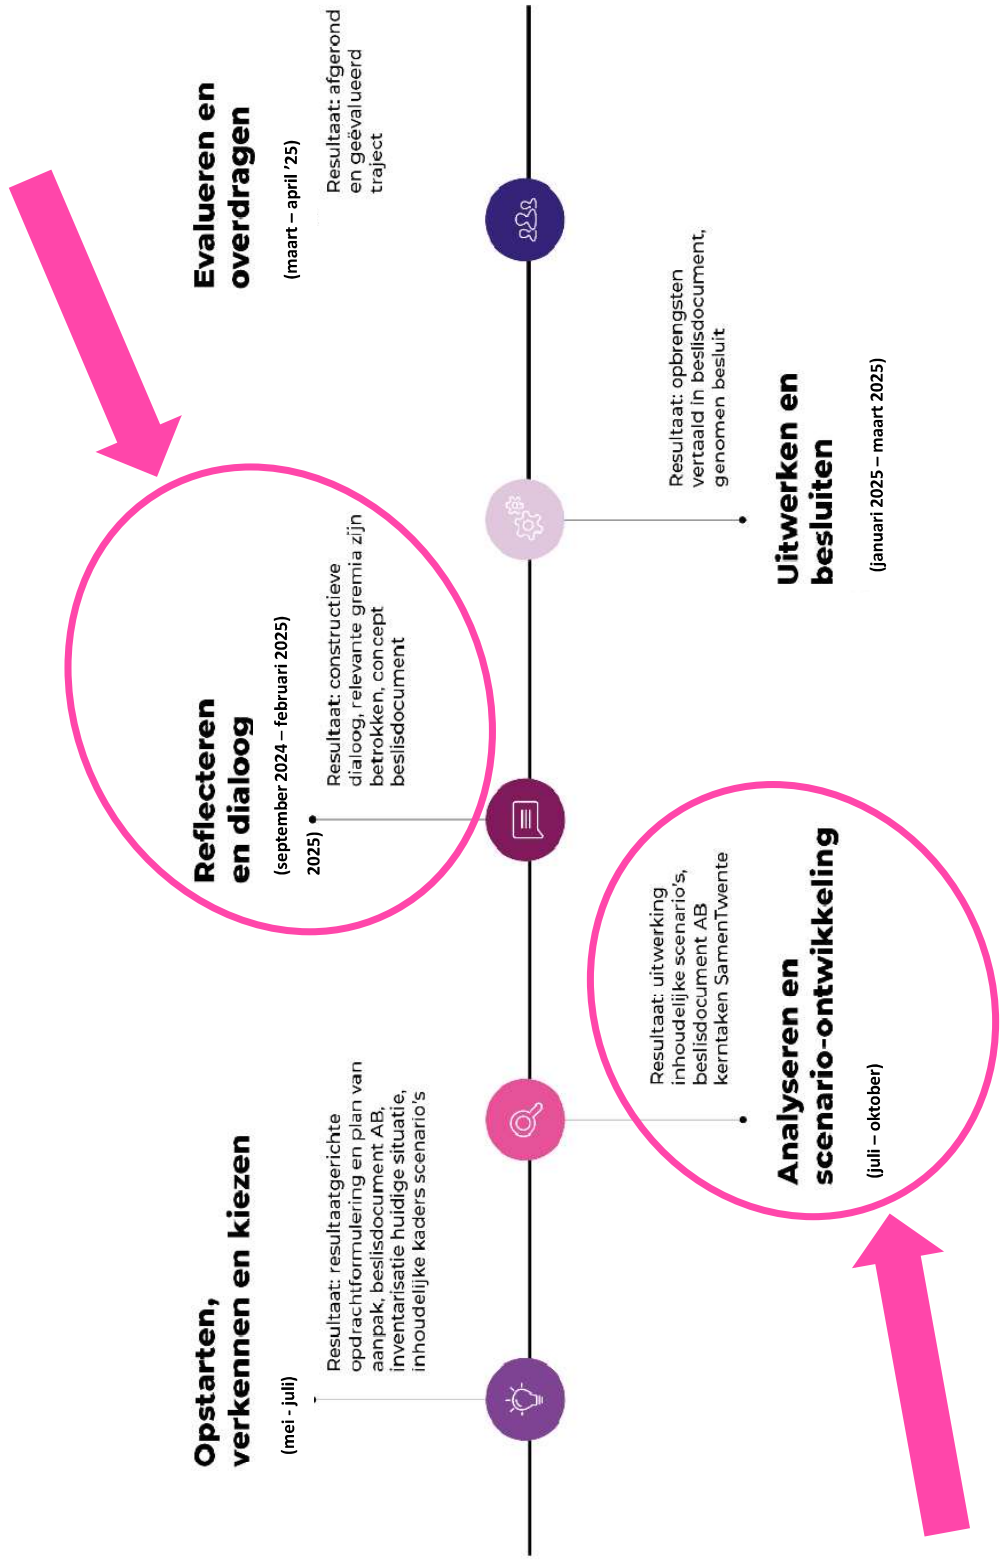 Opstarten,
verkennen en kiezen
(mei - juli)
Resultaat: resultaatgerichte
opdrachtformulering en plan van
aanpak, beslisdocument AB,
inventarisatie huidige situatie,
inhoudelijke kaders scenario's
Resultaat: uitwerking
inhoudelijke scenario's,
beslisdocument AB
kerntaken SamenTwente
Analyseren en
scenario-ontwikkeling
(juli – oktober)
Reflecteren
en dialoog
(september 2024 – februari 2025)
2025)
Resultaat: constructieve
dialoog, relevante gremia zijn
betrokken, concept
beslisdocument
Resultaat: opbrengsten
vertaald in beslisdocument,
genomen besluit
Uitwerken en
besluiten
(januari 2025 – maart 2025)
Evalueren en
overdragen
(maart – april ’25)
Resultaat: afgerond
en geëvalueerd
traject